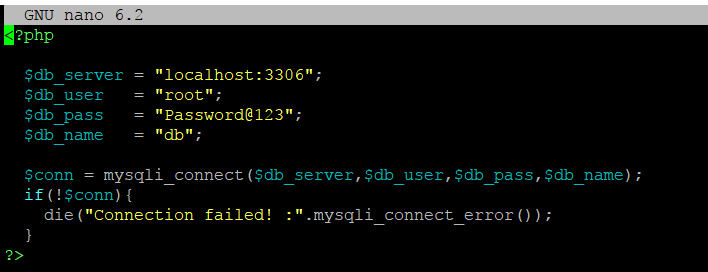 GNU nano 6.2
<?php
$db_server = "localhost:3306";
$db_user   = "root";
$db_pass   = "Password@123";
$db_name   = "db";
$conn = mysqli_connect($db_server,$db_user,$db_pass,$db_name);
if(!$conn){
die("Connection failed! :".mysqli_connect_error());
}
?>